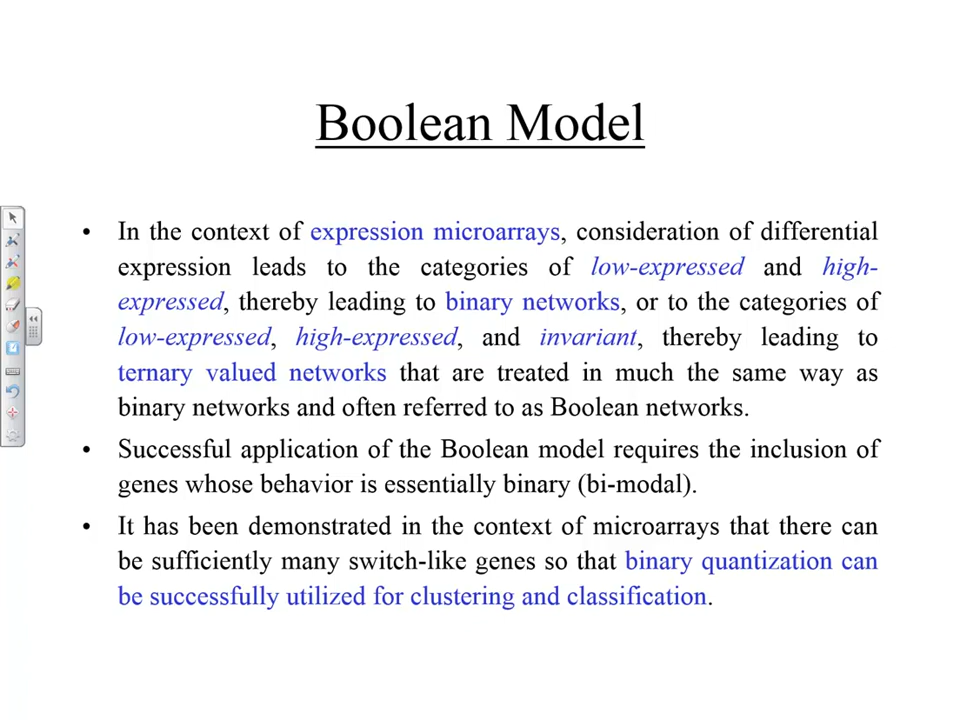 Boolean Model
• In the context of expression microarrays, consideration of differential
expression leads to the categories of low-expressed and high-
expressed, thereby leading to binary networks, or to the categories of
low-expressed, high-expressed, and invariant, thereby leading to
ternary valued networks that are treated in much the same way as
binary networks and often referred to as Boolean networks.
• Successful application of the Boolean model requires the inclusion of
genes whose behavior is essentially binary (bi-modal).
• It has been demonstrated in the context of microarrays that there can
be sufficiently many switch-like genes so that binary quantization can
be successfully utilized for clustering and classification.